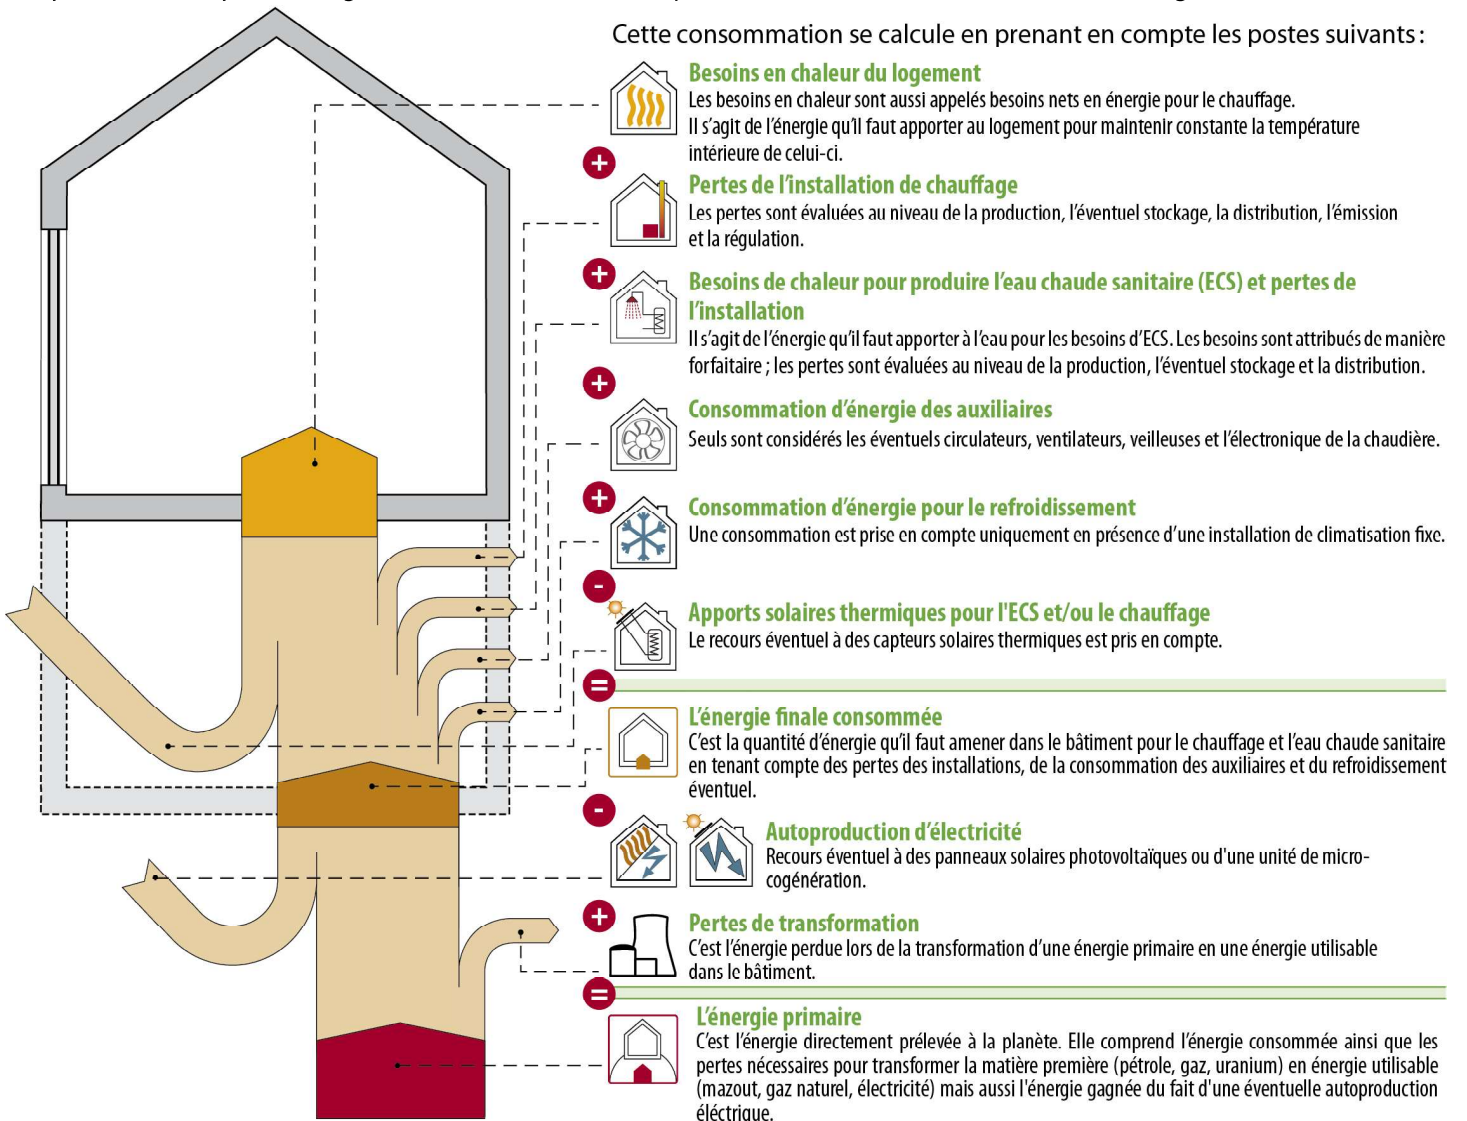 Cette consommation se calcule en prenant en compte les postes suivants :
Besoins en chaleur du logement
Les besoins en chaleur sont aussi appelés besoins nets en énergie pour le chauffage.
Il s'agit de l'énergie qu'il faut apporter au logement pour maintenir constante la température
intérieure de celui-ci.
+
Pertes de l'installation de chauffage
Les pertes sont évaluées au niveau de la production, l'éventuel stockage, la distribution, l'émission
et la régulation.
+
Besoins de chaleur pour produire l'eau chaude sanitaire (ECS) et pertes de
l'installation
Il s'agit de l'énergie qu'il faut apporter à l'eau pour les besoins d'ECS. Les besoins sont attribués de manière
forfaitaire ; les pertes sont évaluées au niveau de la production, l'éventuel stockage et la distribution.
+
Consommation d'énergie des auxiliaires
Seuls sont considérés les éventuels circulateurs, ventilateurs, veilleuses et l'électronique de la chaudière.
+
Consommation d'énergie pour le refroidissement
Une consommation est prise en compte uniquement en présence d'une installation de climatisation fixe.
-
Apports solaires thermiques pour l'ECS et/ou le chauffage
Le recours éventuel à des capteurs solaires thermiques est pris en compte.
=
L'énergie finale consommée
C'est la quantité d'énergie qu'il faut amener dans le bâtiment pour le chauffage et l'eau chaude sanitaire
en tenant compte des pertes des installations, de la consommation des auxiliaires et du refroidissement
éventuel.
-
Autoproduction d'électricité
Recours éventuel à des panneaux solaires photovoltaïques ou d'une unité de micro-
cogénération.
+
Pertes de transformation
C'est l'énergie perdue lors de la transformation d'une énergie primaire en une énergie utilisable
dans le bâtiment.
=
L'énergie primaire
C'est l'énergie directement prélevée à la planète. Elle comprend l'énergie consommée ainsi que les
pertes nécessaires pour transformer la matière première (pétrole, gaz, uranium) en énergie utilisable
(mazout, gaz naturel, électricité) mais aussi l'énergie gagnée du fait d'une éventuelle autoproduction
éléctrique.